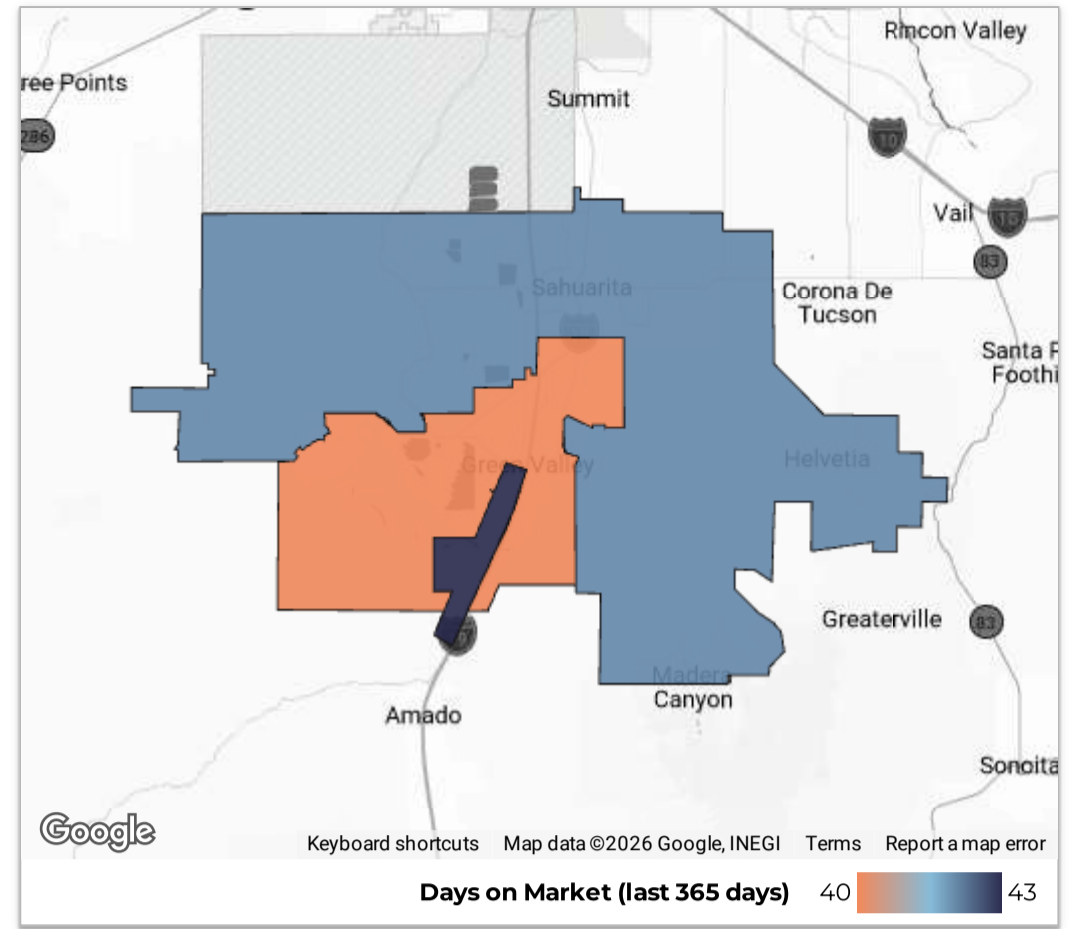 Rincon Valley
ree Points
Summit
286
10
Vail
10
83
Sahuarita
Corona De
Tucson
Santa R
Foothi
Green Valley
Helvetia
Greaterville
83
Madera
Canyon
Amado
Sonoita
Google
Keyboard shortcuts
Map data ©2026 Google, INEGI
Terms
Report a map error
Days on Market (last 365 days)
40
43